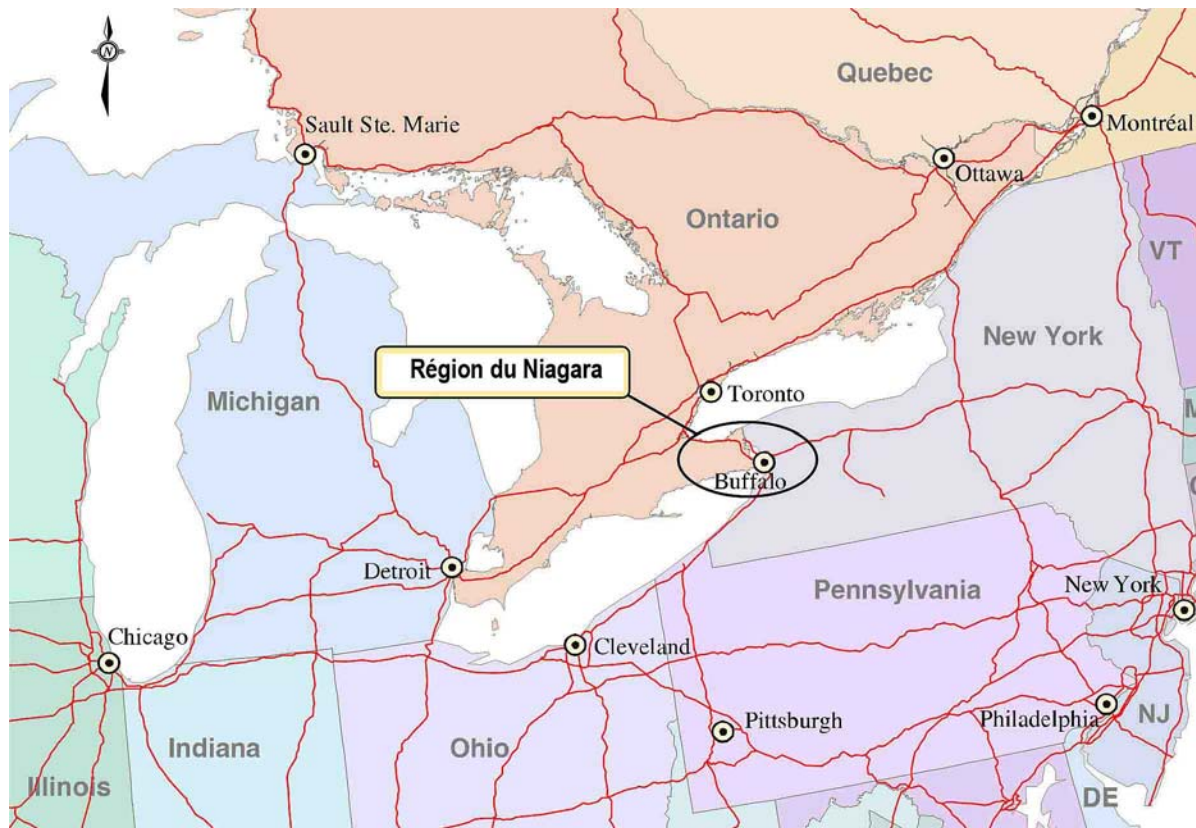 N
Quebec
Sault Ste. Marie
Montréal
Ottawa
Ontario
VT
New York
Région du Niagara
Toronto
Michigan
M
Buffalo
C
Detroit
Pennsylvania
New York
Chicago
Cleveland
Philadelphia
NJ
Pittsburgh
Indiana
Ohio
Illinois
DE